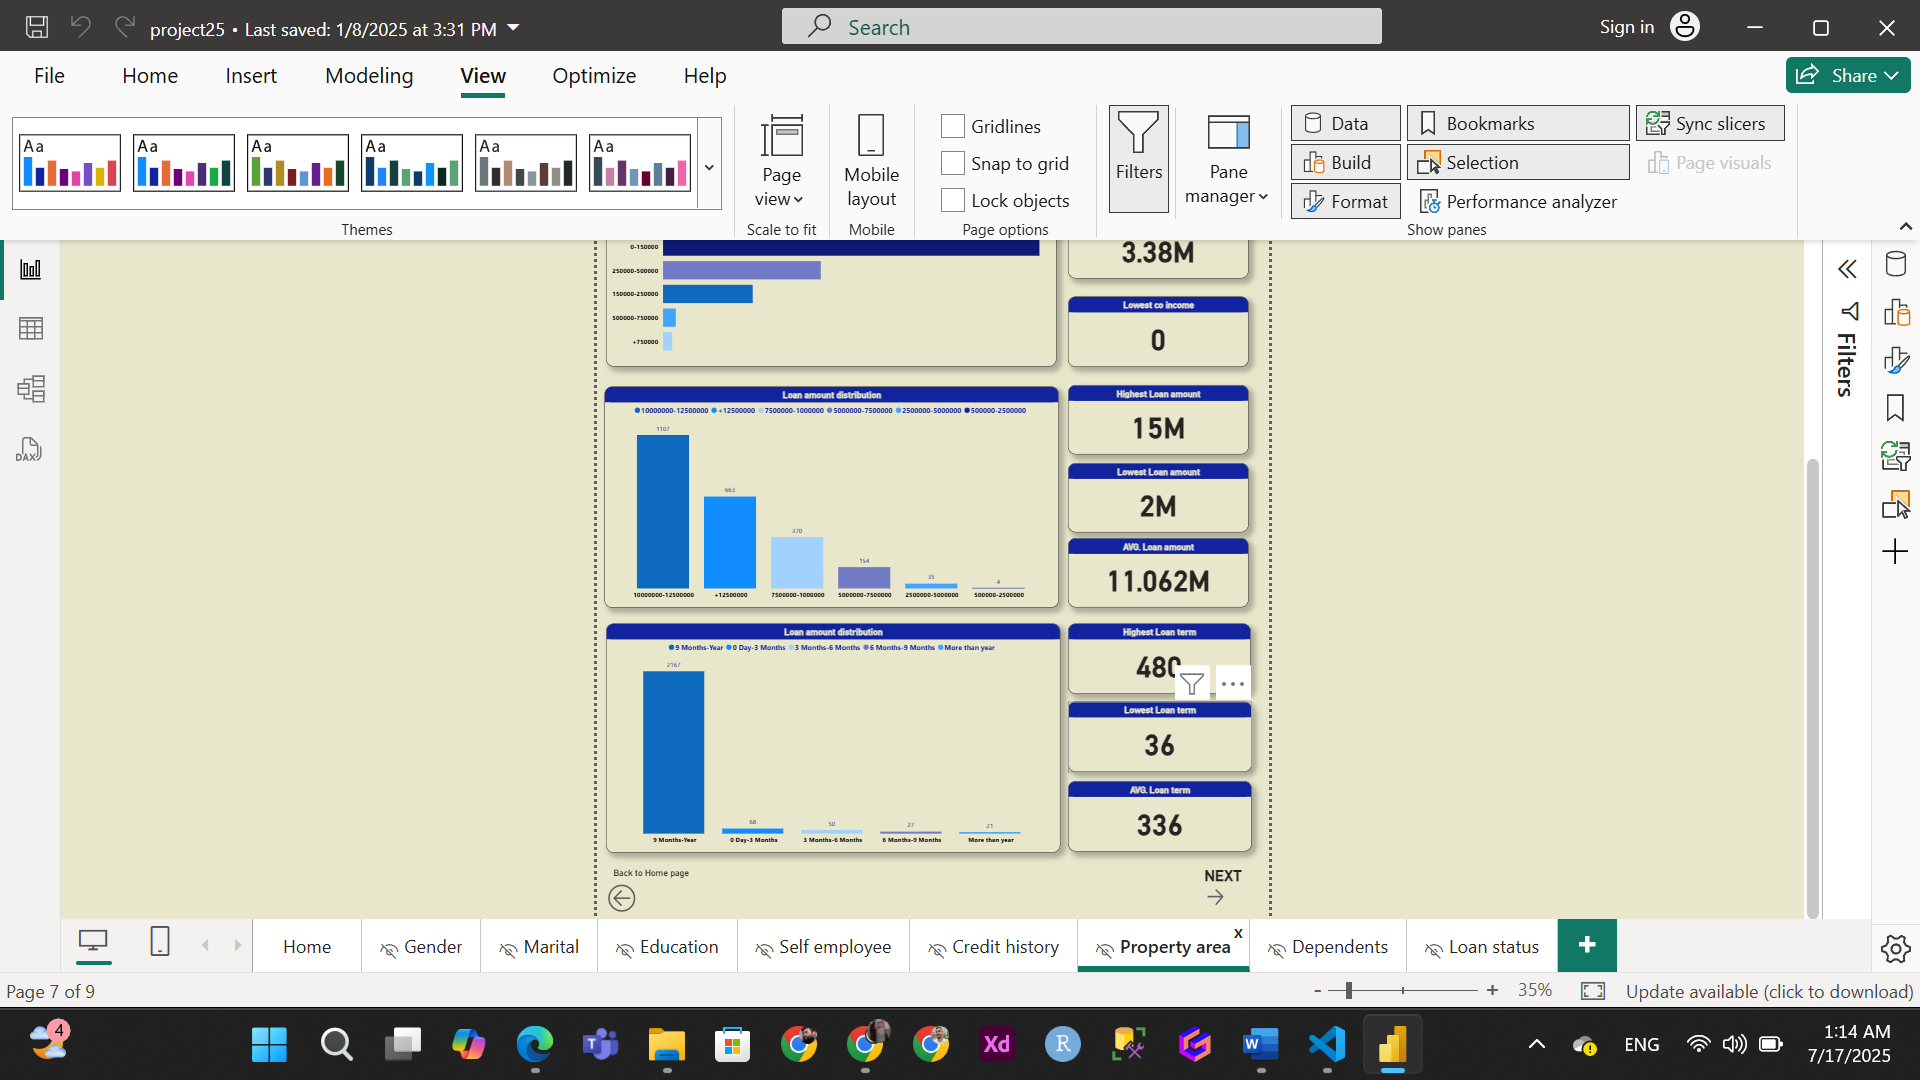 project25 • Last saved: 1/8/2025 at 3:31 PM
Search
Sign in
File Home Insert Modeling View Optimize Help
Share
Aa Aa Aa Aa Aa Aa
Themes
Page view
Scale to fit
Mobile layout
Mobile
Gridlines
Snap to grid
Lock objects
Page options
Filters
Pane manager
Data
Build
Format
Bookmarks
Selection
Performance analyzer
Sync slicers
Page visuals
Show panes
Filters
DAX
0-150000
250000-500000
150000-250000
500000-750000
+750000
3.38M
Lowest co income
0
Loan amount distribution
10000000-12500000 +12500000 7500000-1000000 5000000-7500000 2500000-5000000 500000-2500000
1107
663
370
154
35
4
10000000-12500000 +12500000 7500000-1000000 5000000-7500000 2500000-5000000 500000-2500000
Highest Loan amount
15M
Lowest Loan amount
2M
AVG. Loan amount
11.062M
Loan amount distribution
9 Months-Year 0 Day-3 Months 3 Months-6 Months 6 Months-9 Months More than year
2167
68
50
27
21
9 Months-Year 0 Day-3 Months 3 Months-6 Months 6 Months-9 Months More than year
Highest Loan term
480
Lowest Loan term
36
AVG. Loan term
336
Back to Home page
NEXT
Home Gender Marital Education Self employee Credit history Property area x Dependents Loan status +
Page 7 of 9
- + 35%
Update available (click to download)
4
Xd
R
W
ENG
1:14 AM
7/17/2025